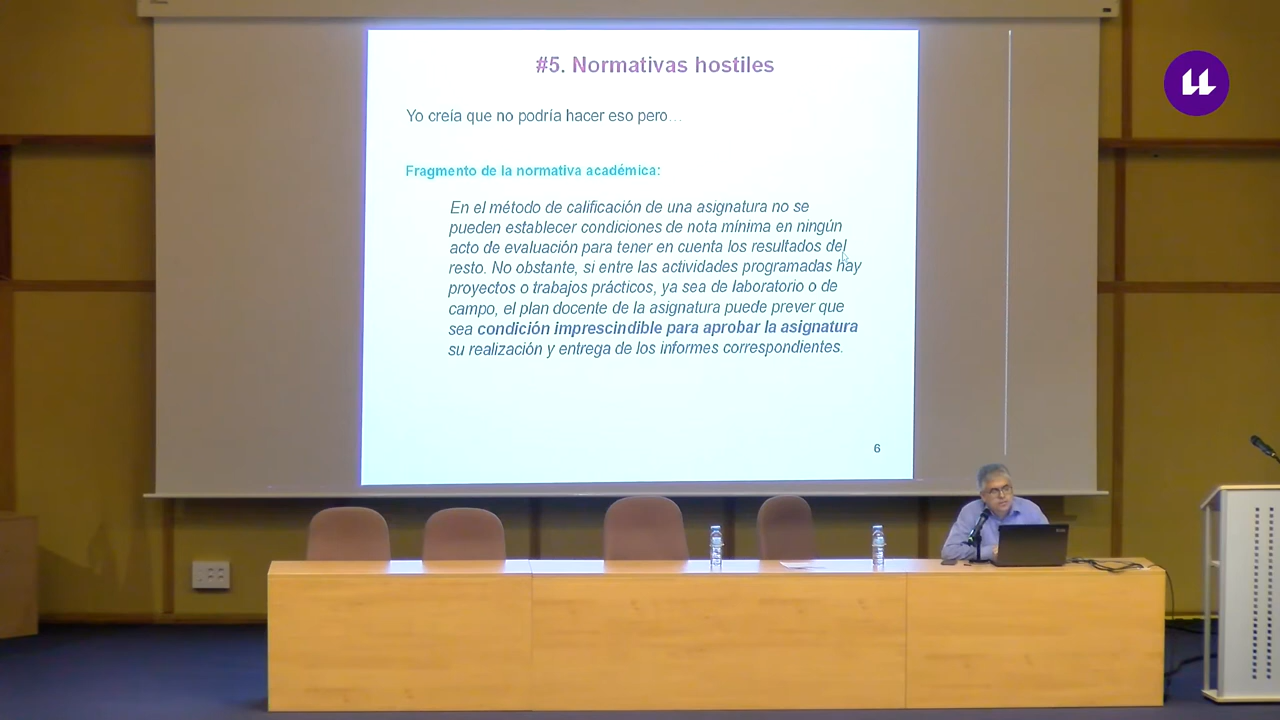 #5. Normativas hostiles
Yo creía que no podría hacer eso pero…
Fragmento de la normativa académica:
En el método de calificación de una asignatura no se
pueden establecer condiciones de nota mínima en ningún
acto de evaluación para tener en cuenta los resultados del
resto. No obstante, si entre las actividades programadas hay
proyectos o trabajos prácticos, ya sea de laboratorio o de
campo, el plan docente de la asignatura puede prever que
sea condición imprescindible para aprobar la asignatura
su realización y entrega de los informes correspondientes.
6